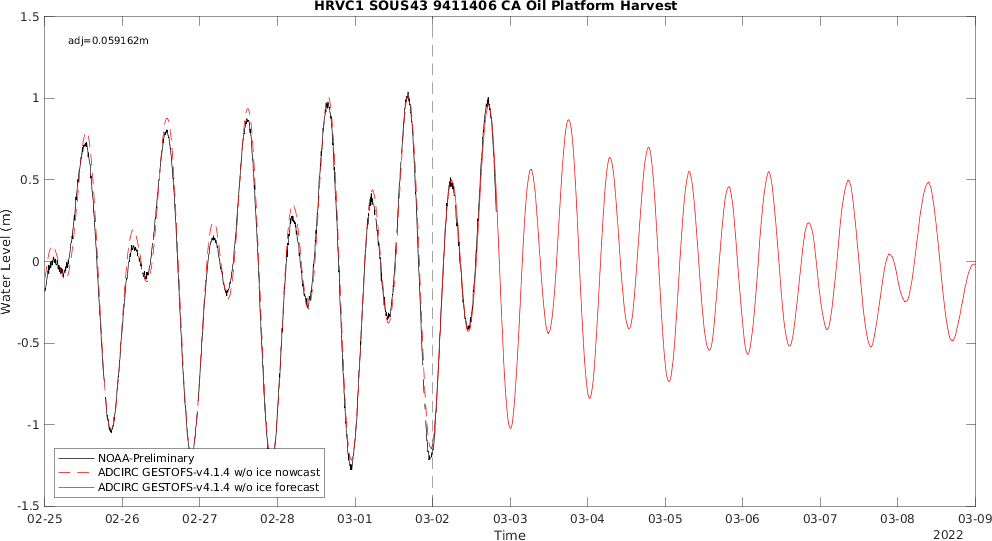 HRVC1 SOUS43 9411406 CA Oil Platform Harvest
1.5
adj=0.059162m
1
0.5
0
-0.5
-1
-1.5
Water Level (m)
NOAA-Preliminary
ADCIRC GESTOFS-v4.1.4 w/o ice nowcast
ADCIRC GESTOFS-v4.1.4 w/o ice forecast
02-25 02-26 02-27 02-28 03-01 03-02 03-03 03-04 03-05 03-06 03-07 03-08 03-09
Time
2022